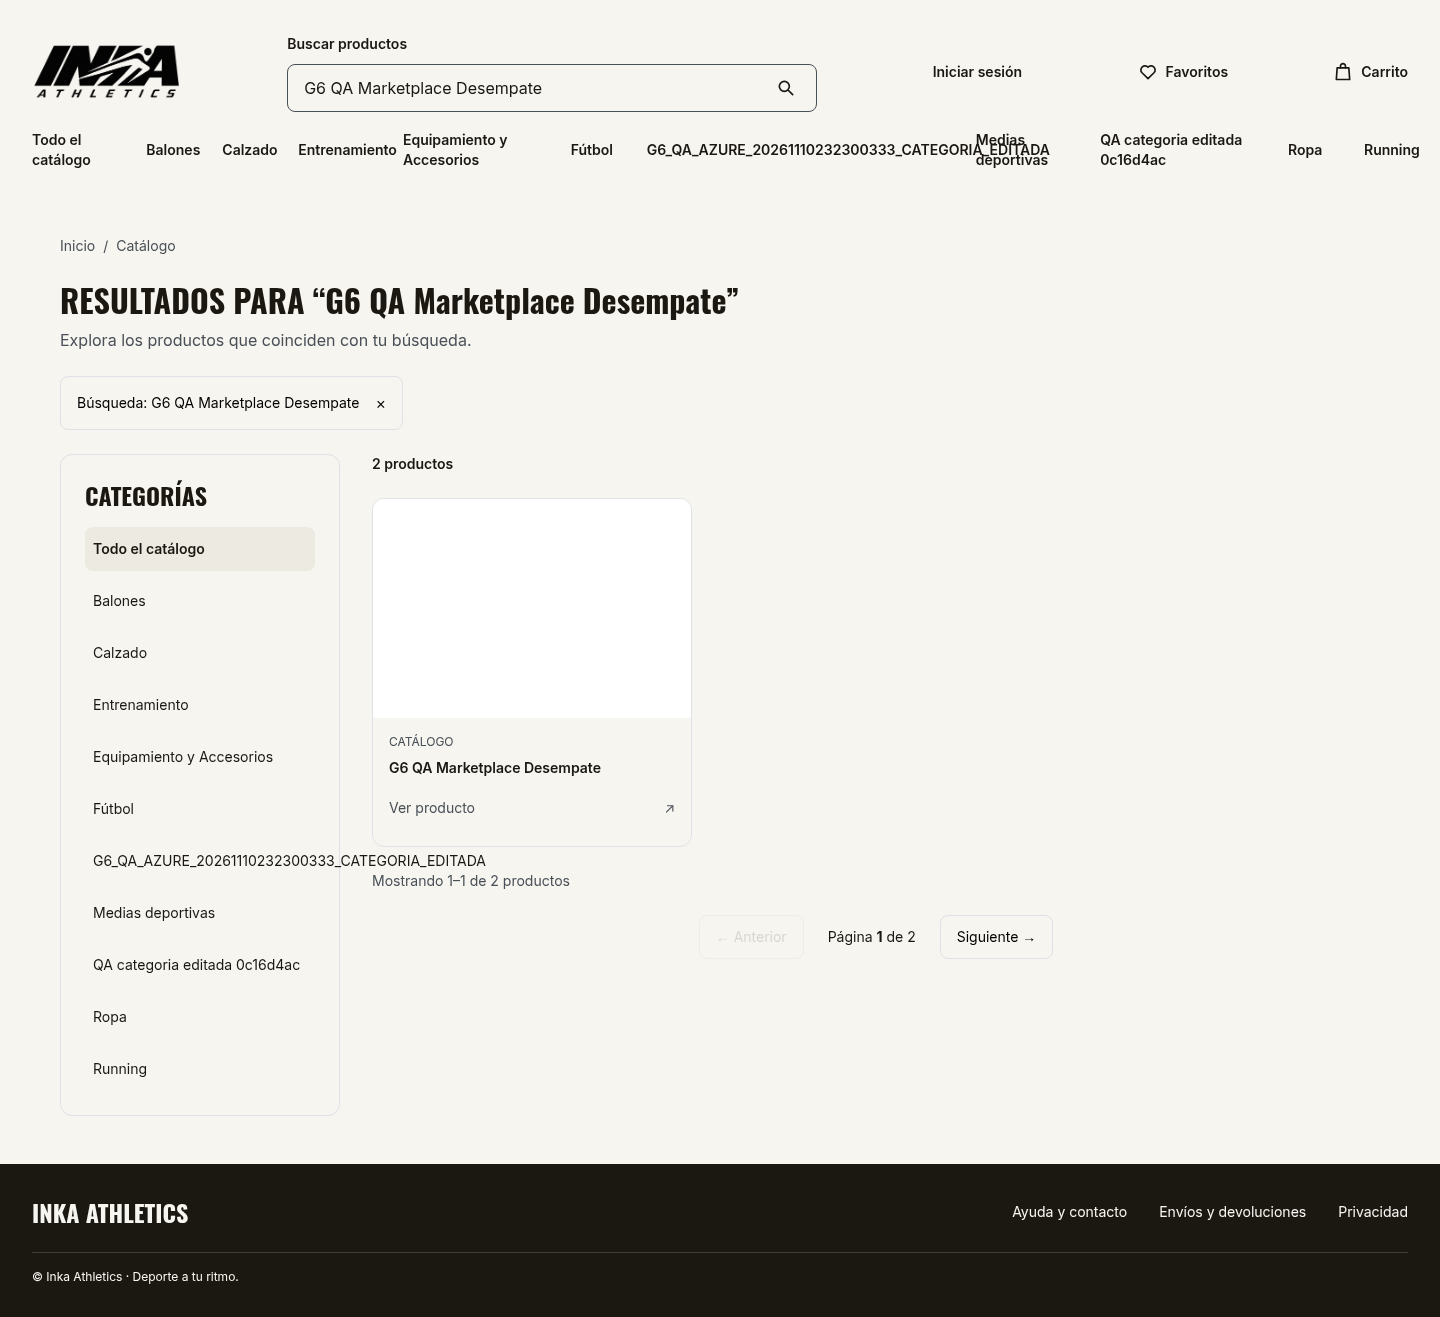 INKA
ATHLETICS
Buscar productos
G6 QA Marketplace Desempate
Iniciar sesión
Favoritos
Carrito
Todo el
catálogo
Balones
Calzado
Entrenamiento
Equipamiento y
Accesorios
Fútbol
G6_QA_AZURE_20261110232300333_CATEGORIA_EDITADA
Medias
deportivas
QA categoria editada
0c16d4ac
Ropa
Running
Inicio / Catálogo
RESULTADOS PARA “G6 QA Marketplace Desempate”
Explora los productos que coinciden con tu búsqueda.
Búsqueda: G6 QA Marketplace Desempate ×
CATEGORÍAS
Todo el catálogo
Balones
Calzado
Entrenamiento
Equipamiento y Accesorios
Fútbol
G6_QA_AZURE_20261110232300333_CATEGORIA_EDITADA
Medias deportivas
QA categoria editada 0c16d4ac
Ropa
Running
2 productos
CATÁLOGO
G6 QA Marketplace Desempate
Ver producto ↗
Mostrando 1–1 de 2 productos
← Anterior
Página 1 de 2
Siguiente →
INKA ATHLETICS
Ayuda y contacto
Envíos y devoluciones
Privacidad
© Inka Athletics · Deporte a tu ritmo.